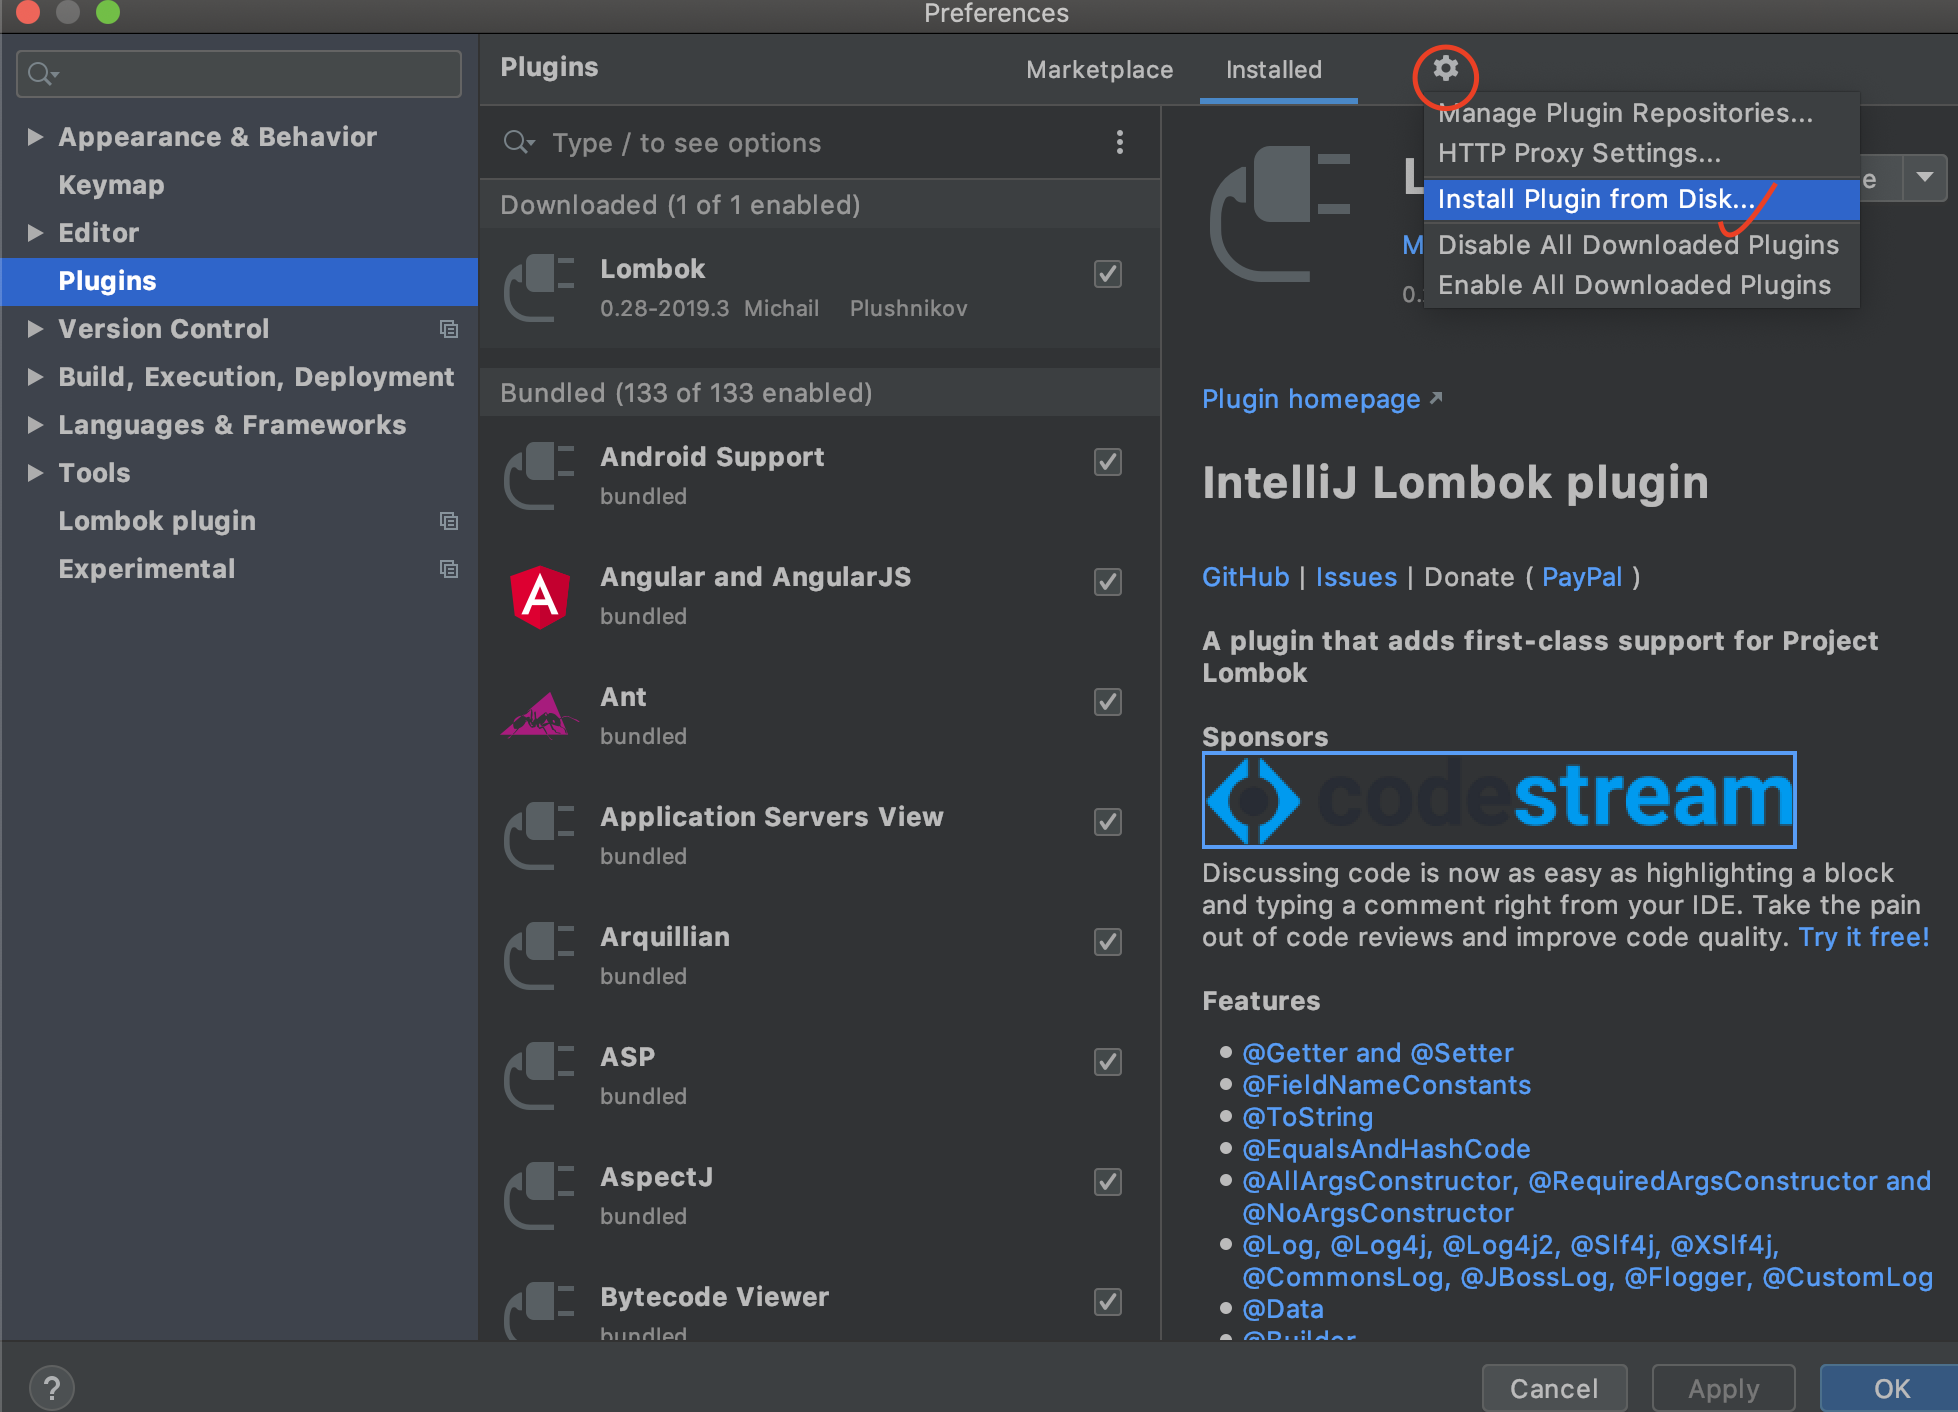 Preferences
Appearance & Behavior
Keymap
Editor
Plugins
Version Control
Build, Execution, Deployment
Languages & Frameworks
Tools
Lombok plugin
Experimental
Plugins
Marketplace
Installed
Type / to see options
Downloaded (1 of 1 enabled)
Lombok
0.28-2019.3 Michail Plushnikov
Bundled (133 of 133 enabled)
Android Support
bundled
Angular and AngularJS
bundled
Ant
bundled
Application Servers View
bundled
Arquillian
bundled
ASP
bundled
AspectJ
bundled
Bytecode Viewer
bundled
Manage Plugin Repositories...
HTTP Proxy Settings...
Install Plugin from Disk...
Disable All Downloaded Plugins
Enable All Downloaded Plugins
L
e
M
0.
Plugin homepage
IntelliJ Lombok plugin
GitHub | Issues | Donate ( PayPal )
A plugin that adds first-class support for Project
Lombok
Sponsors
codestream
Discussing code is now as easy as highlighting a block
and typing a comment right from your IDE. Take the pain
out of code reviews and improve code quality. Try it free!
Features
@Getter and @Setter
@FieldNameConstants
@ToString
@EqualsAndHashCode
@AllArgsConstructor, @RequiredArgsConstructor and
@NoArgsConstructor
@Log, @Log4j, @Log4j2, @Slf4j, @XSlf4j,
@CommonsLog, @JBossLog, @Flogger, @CustomLog
@Data
@Builder
?
Cancel
Apply
OK